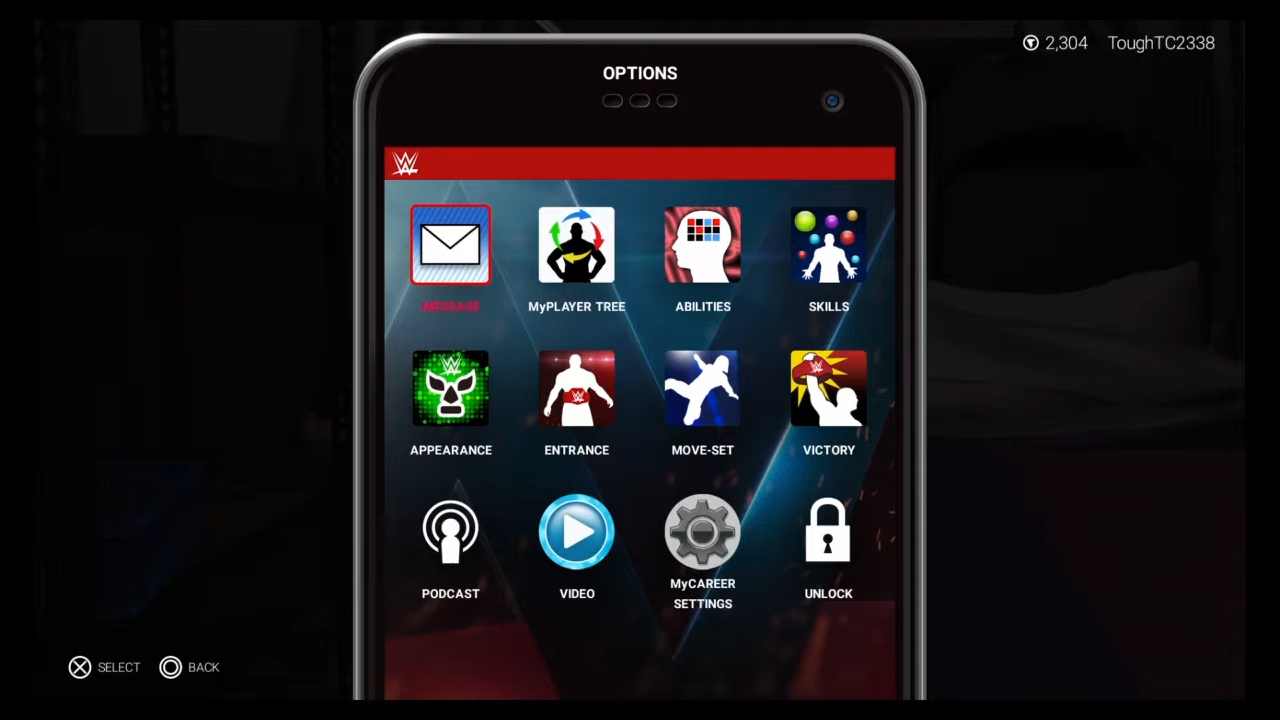 2,304 ToughTC2338
OPTIONS
MESSAGE
MyPLAYER TREE
ABILITIES
SKILLS
APPEARANCE
ENTRANCE
MOVE-SET
VICTORY
PODCAST
VIDEO
MyCAREER
SETTINGS
UNLOCK
SELECT
BACK